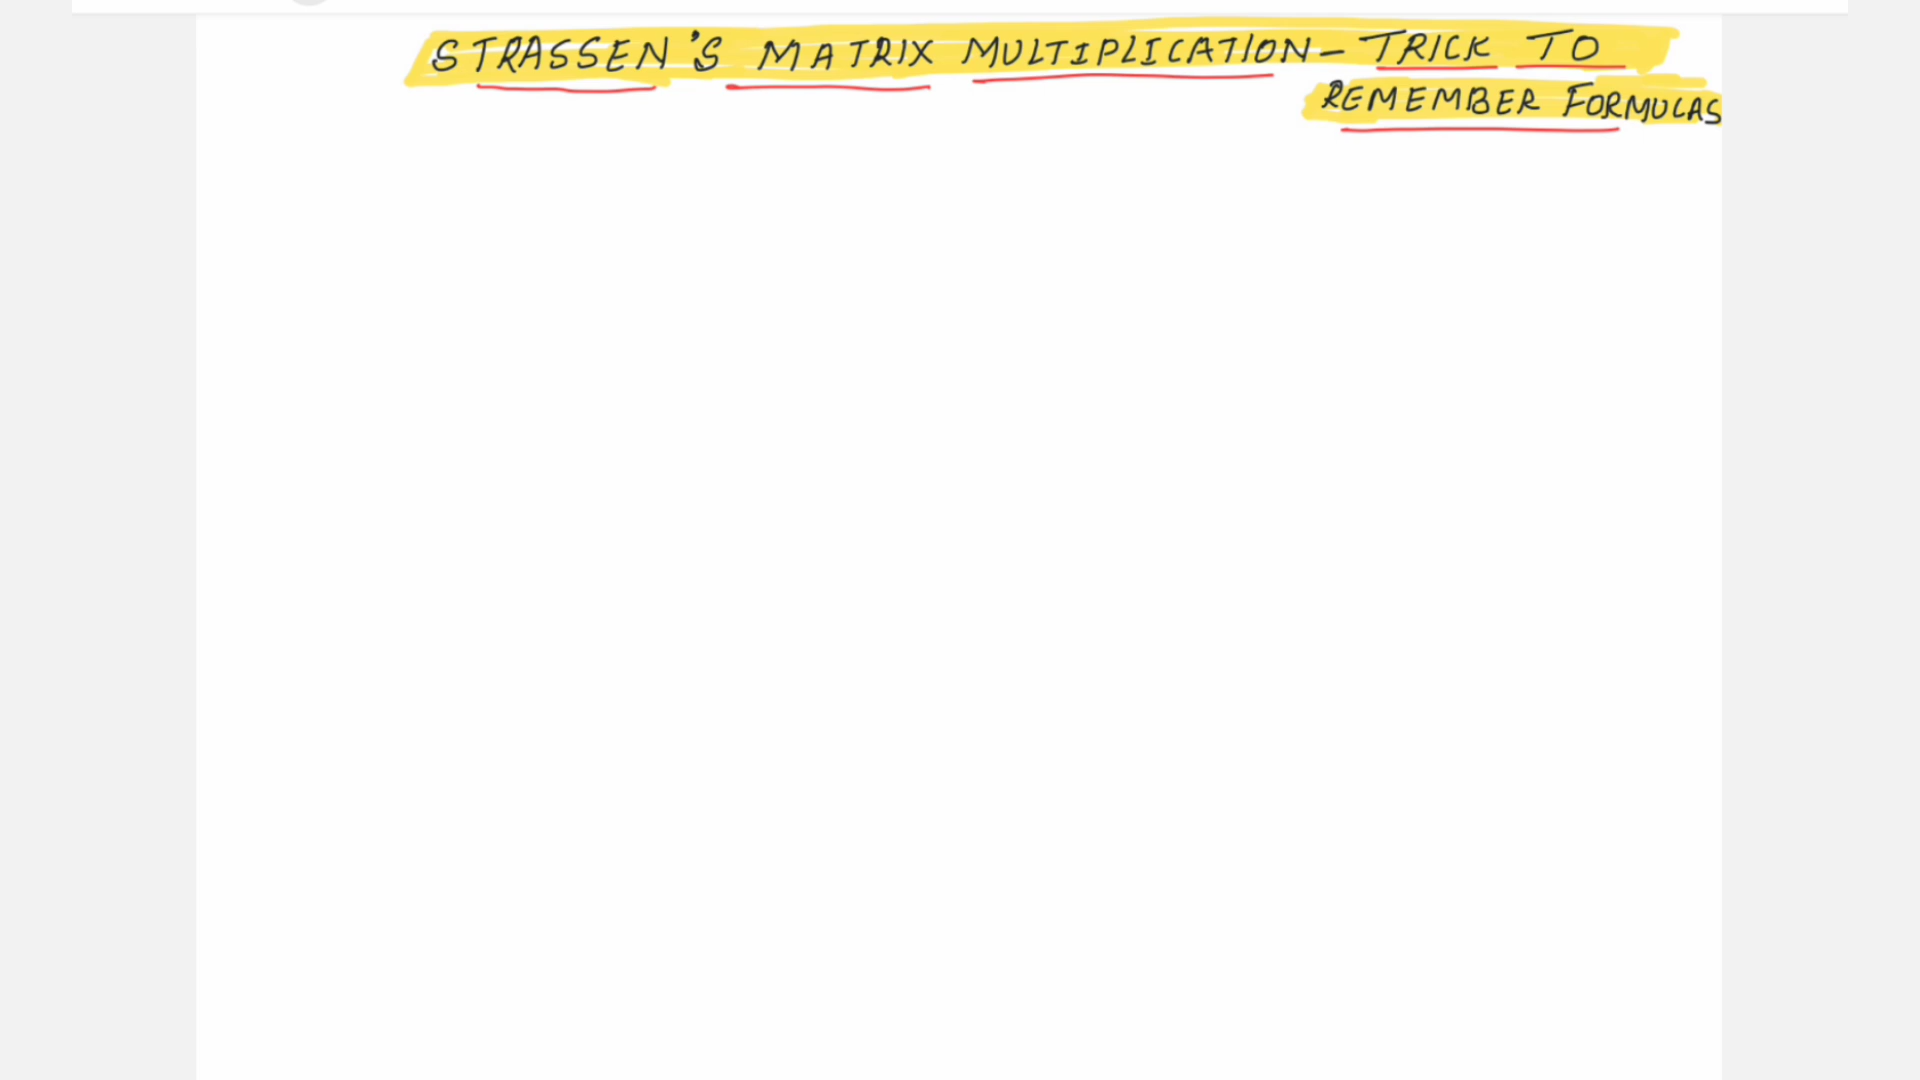 STRASSEN'S MATRIX MULTIPLICATION - TRICK TO
REMEMBER FORMULAS